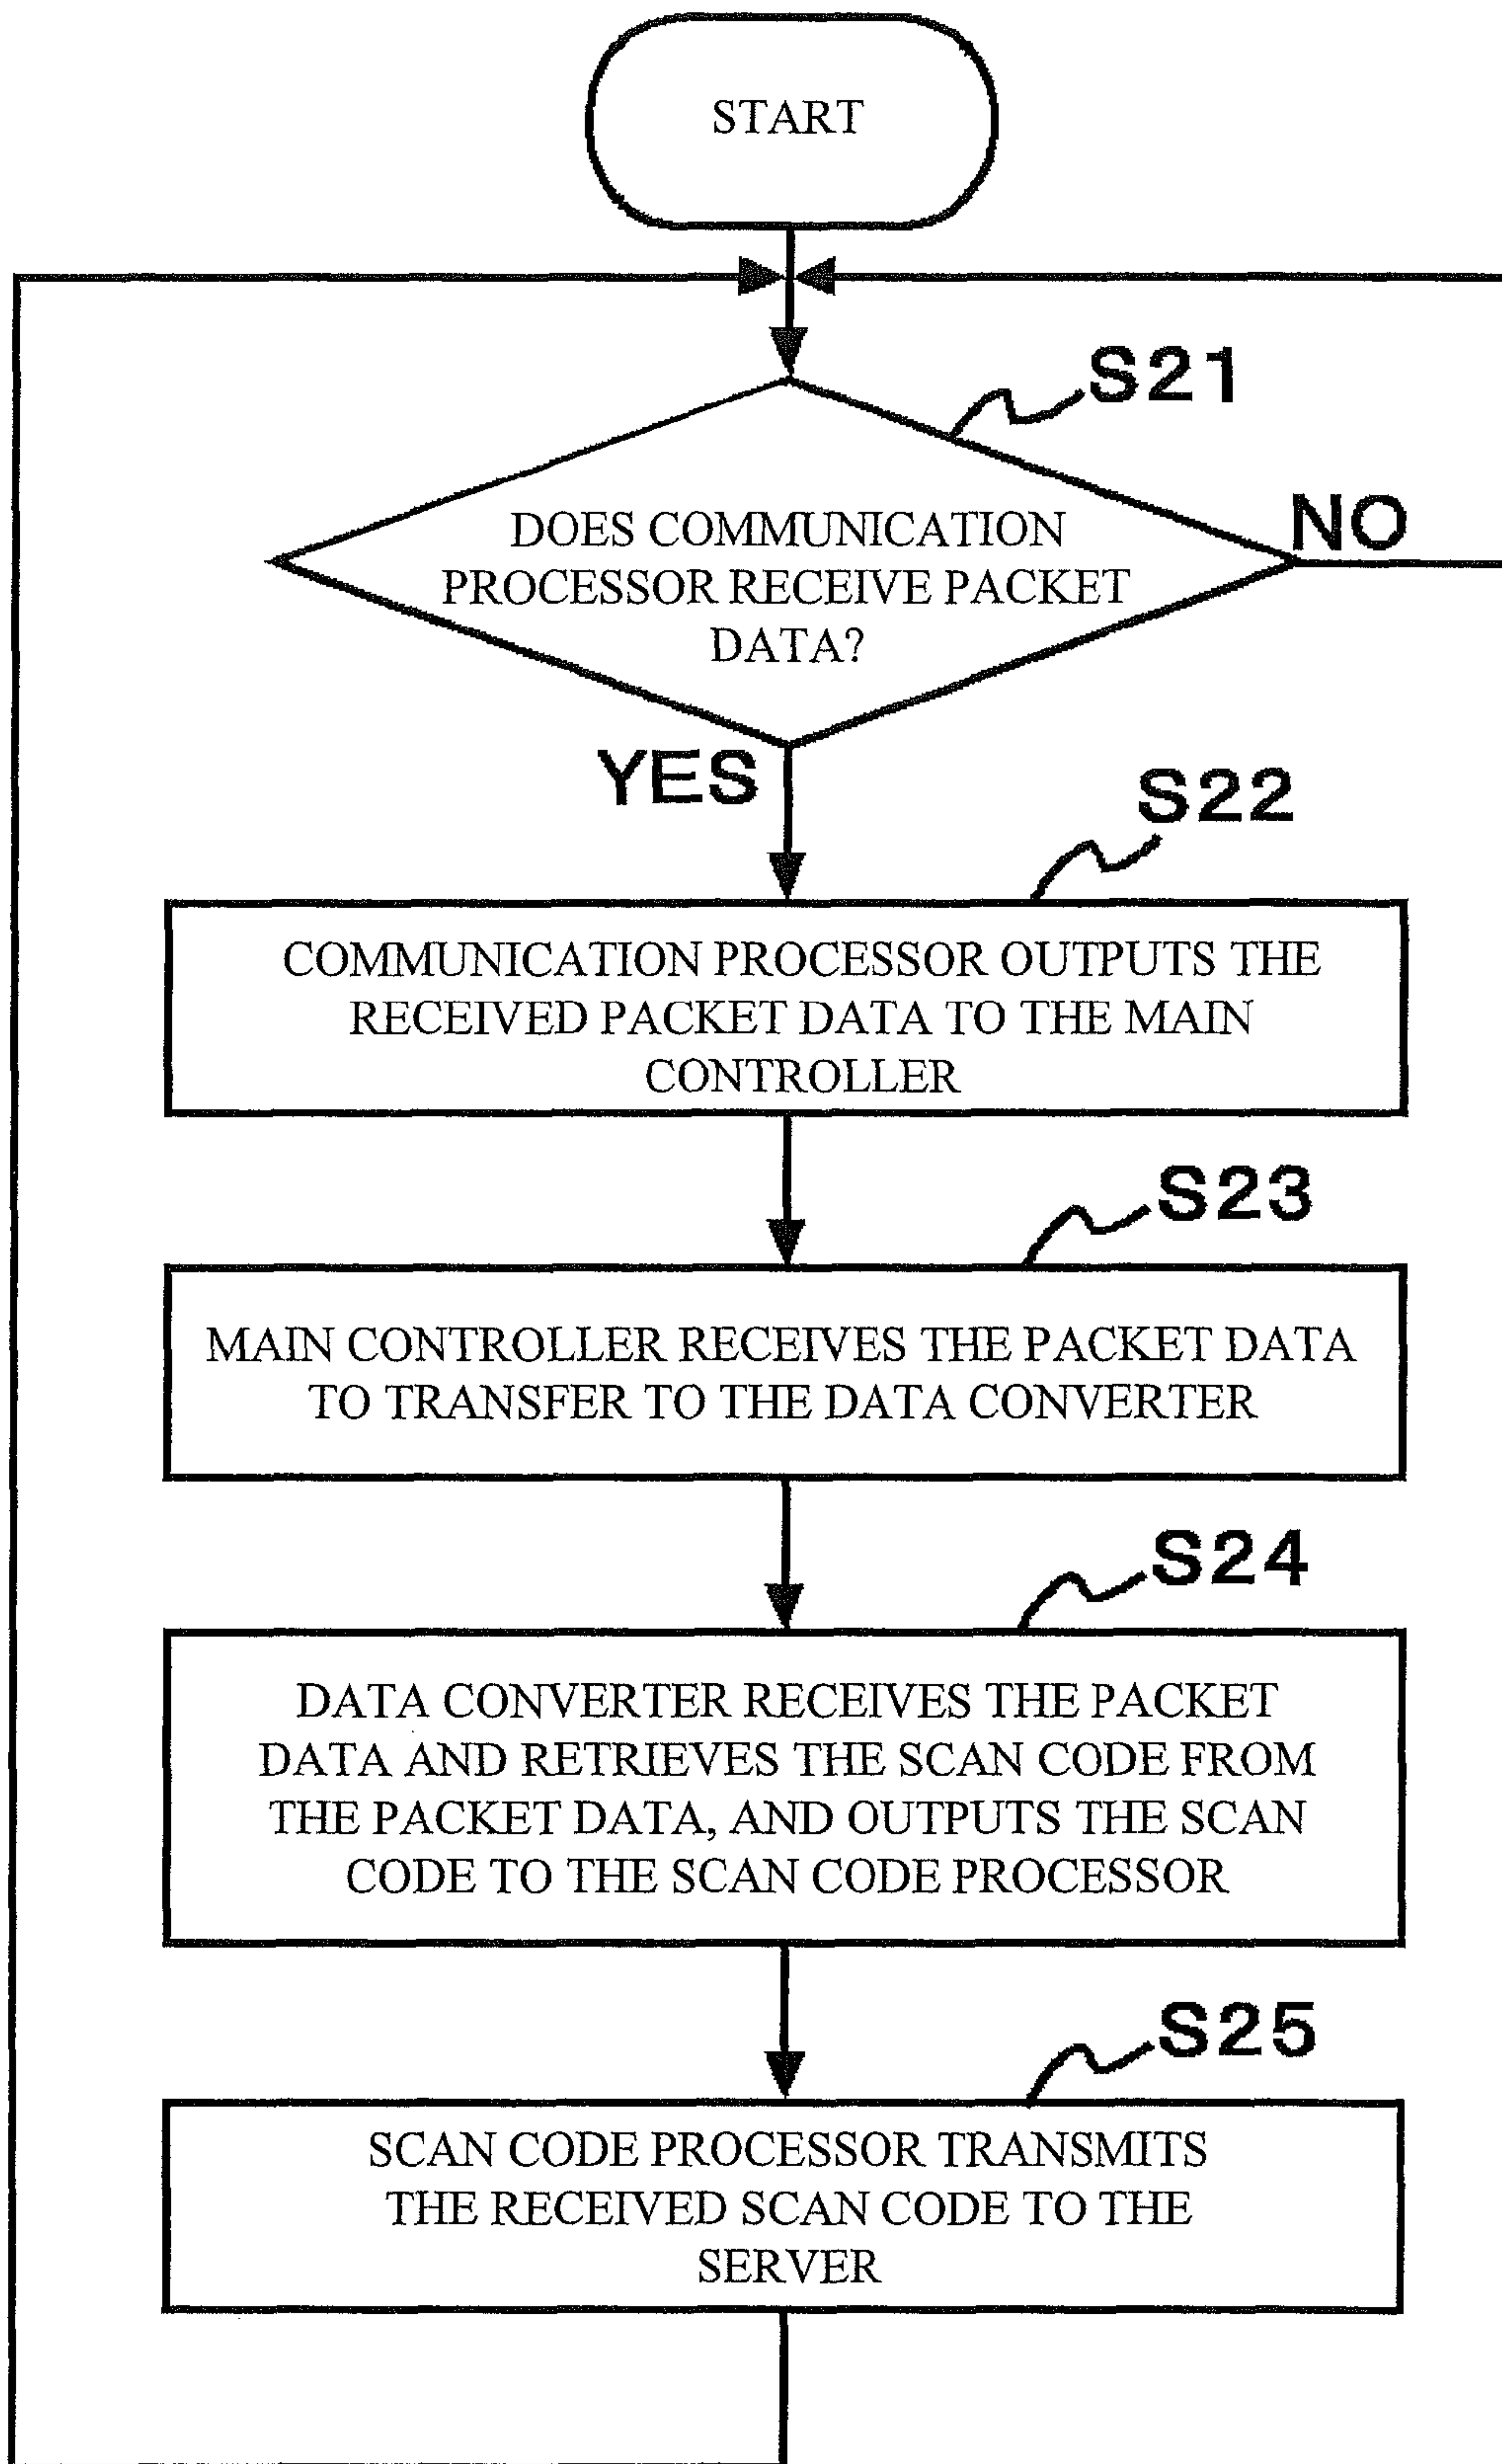 START
S21
DOES COMMUNICATION
PROCESSOR RECEIVE PACKET
DATA?
NO
YES
S22
COMMUNICATION PROCESSOR OUTPUTS THE
RECEIVED PACKET DATA TO THE MAIN
CONTROLLER
S23
MAIN CONTROLLER RECEIVES THE PACKET DATA
TO TRANSFER TO THE DATA CONVERTER
S24
DATA CONVERTER RECEIVES THE PACKET
DATA AND RETRIEVES THE SCAN CODE FROM
THE PACKET DATA, AND OUTPUTS THE SCAN
CODE TO THE SCAN CODE PROCESSOR
S25
SCAN CODE PROCESSOR TRANSMITS
THE RECEIVED SCAN CODE TO THE
SERVER